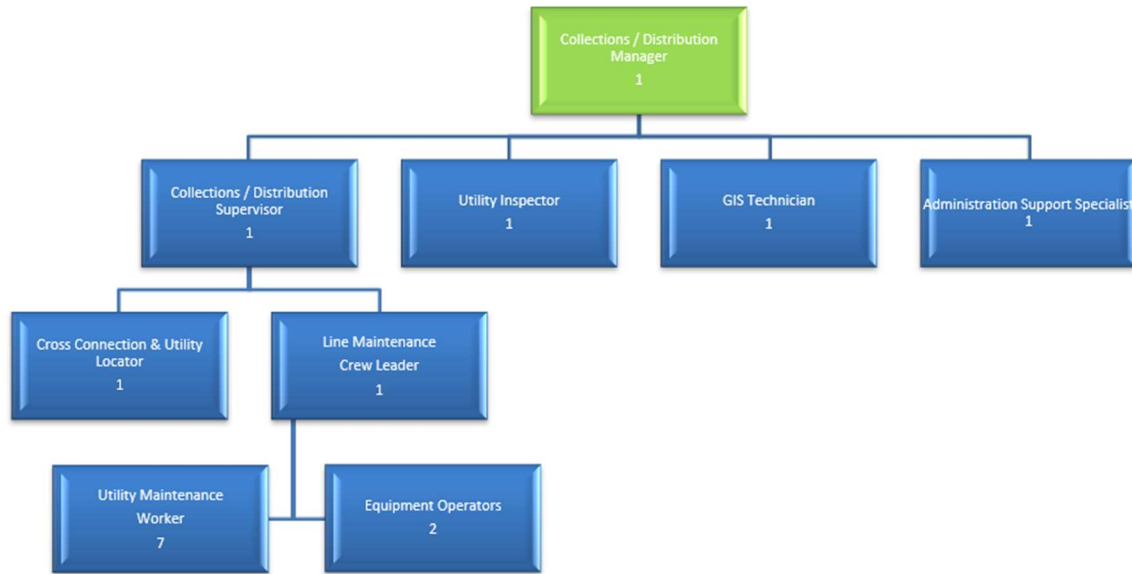 Collections / Distribution
Manager
1
Collections / Distribution
Supervisor
1
Utility Inspector
1
GIS Technician
1
Administration Support Specialist
1
Cross Connection & Utility
Locator
1
Line Maintenance
Crew Leader
1
Utility Maintenance
Worker
7
Equipment Operators
2